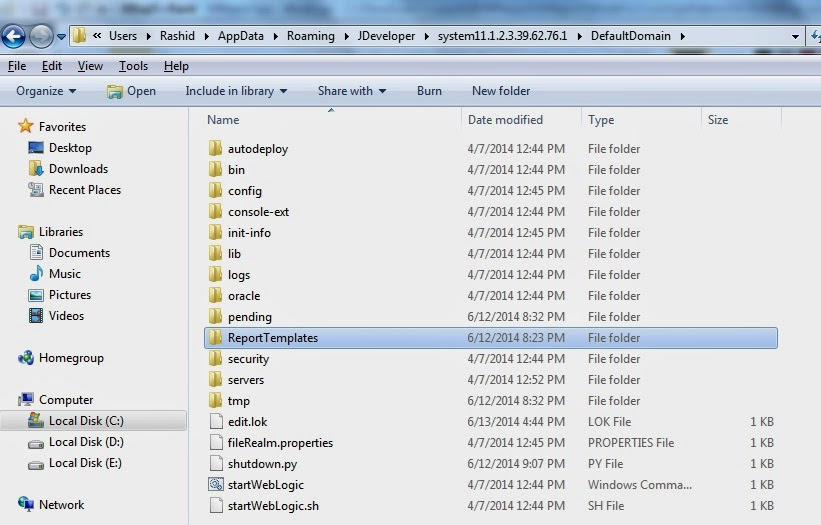 « Users ▸ Rashid ▸ AppData ▸ Roaming ▸ JDeveloper ▸ system11.1.2.3.39.62.76.1 ▸ DefaultDomain ▸
File Edit View Tools Help
Organize Open Include in library Share with Burn New folder
Name Date modified Type Size
Favorites
Desktop
Downloads
Recent Places
Libraries
Documents
Music
Pictures
Videos
Homegroup
Computer
Local Disk (C:)
Local Disk (D:)
Local Disk (E:)
Network
autodeploy 4/7/2014 12:44 PM File folder
bin 4/7/2014 12:44 PM File folder
config 4/7/2014 12:45 PM File folder
console-ext 4/7/2014 12:44 PM File folder
init-info 4/7/2014 12:45 PM File folder
lib 4/7/2014 12:44 PM File folder
logs 4/7/2014 12:44 PM File folder
oracle 4/7/2014 12:44 PM File folder
pending 6/12/2014 8:32 PM File folder
ReportTemplates 6/12/2014 8:23 PM File folder
security 4/7/2014 12:44 PM File folder
servers 4/7/2014 12:52 PM File folder
tmp 6/12/2014 8:32 PM File folder
edit.lok 6/13/2014 4:44 PM LOK File 1 KB
fileRealm.properties 4/7/2014 12:45 PM PROPERTIES File 1 KB
shutdown.py 6/12/2014 9:07 PM PY File 1 KB
startWebLogic 4/7/2014 12:44 PM Windows Comma... 1 KB
startWebLogic.sh 4/7/2014 12:44 PM SH File 1 KB